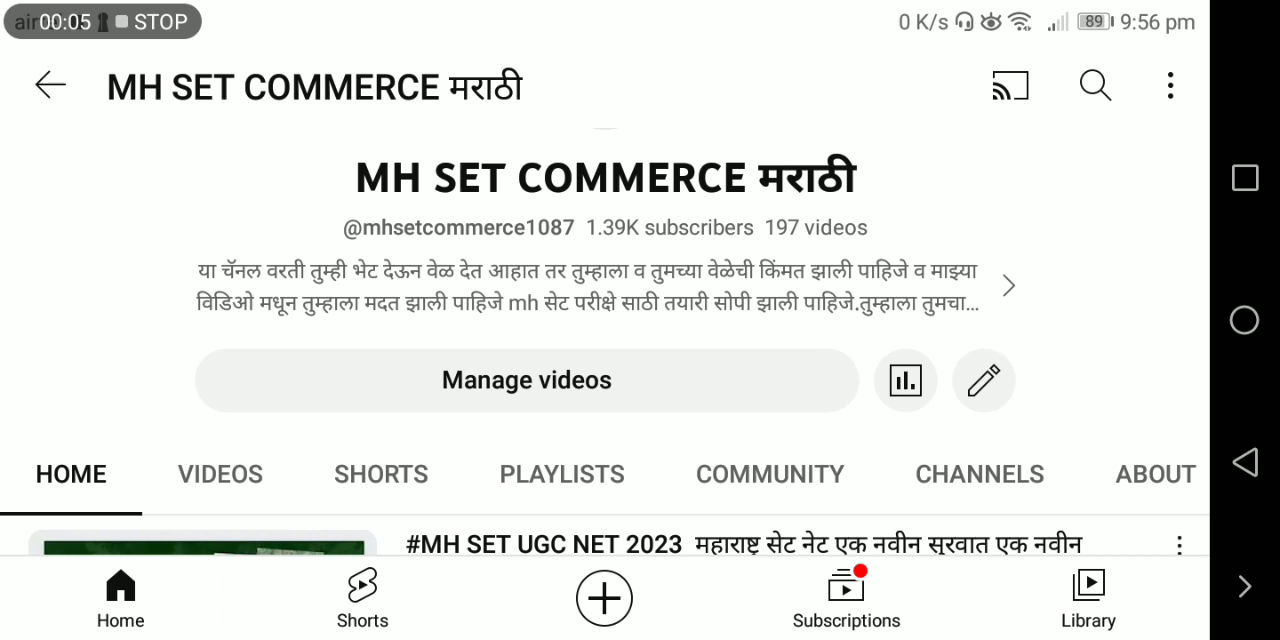 00:05 STOP
0 K/s 89 9:56 pm
MH SET COMMERCE मराठी
MH SET COMMERCE मराठी
@mhsetcommerce1087 1.39K subscribers 197 videos
या चॅनल वरती तुम्ही भेट देऊन वेळ देत आहात तर तुम्हाला व तुमच्या वेळेची किंमत झाली पाहिजे व माझ्या
विडिओ मधून तुम्हाला मदत झाली पाहिजे mh सेट परीक्षे साठी तयारी सोपी झाली पाहिजे.तुम्हाला तुमचा...
Manage videos
HOME VIDEOS SHORTS PLAYLISTS COMMUNITY CHANNELS ABOUT
#MH SET UGC NET 2023 महाराष्ट्र सेट नेट एक नवीन सुरवात एक नवीन
Home Shorts Subscriptions Library